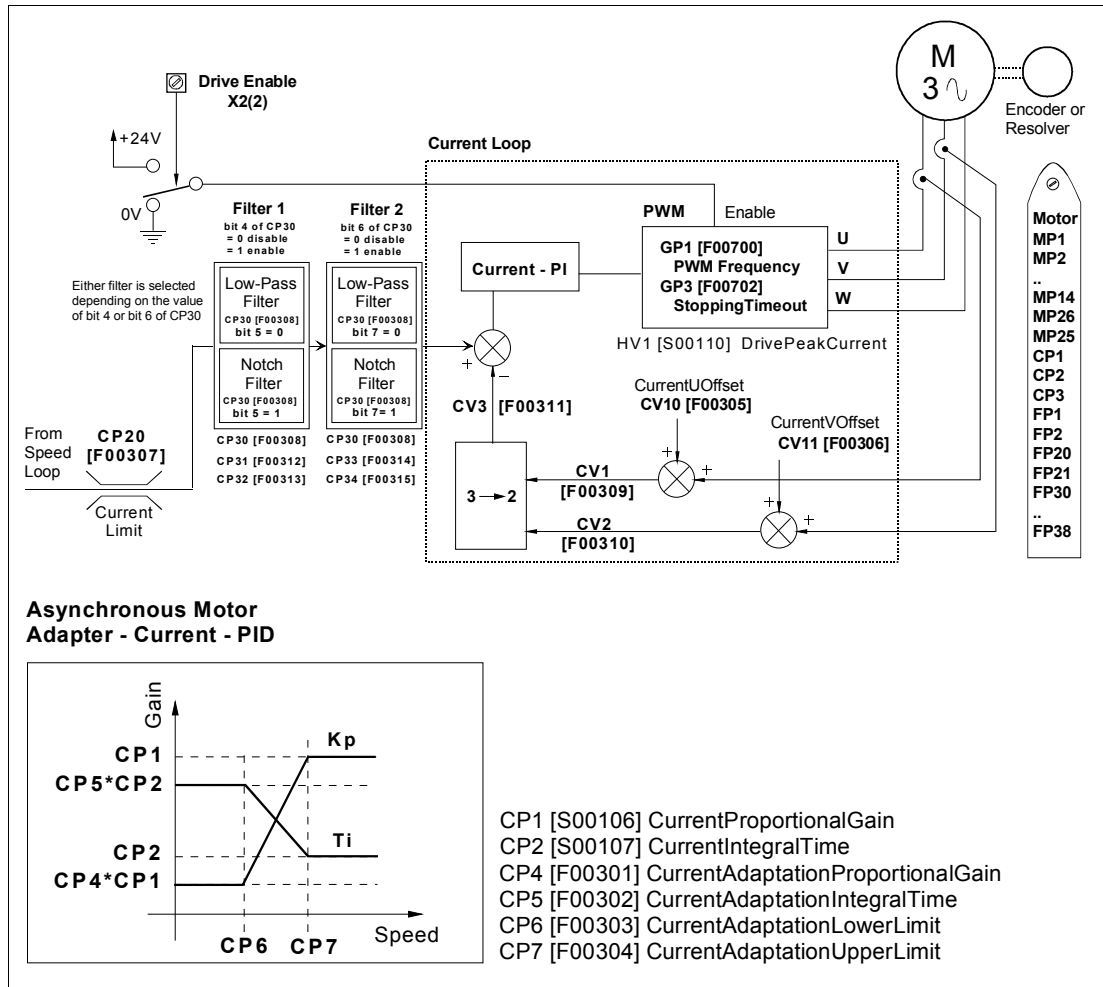 Drive Enable
X2(2)
+24V
0V
M
3
Encoder or
Resolver
Current Loop
Filter 1
bit 4 of CP30
= 0 disable
= 1 enable
Filter 2
bit 6 of CP30
= 0 disable
= 1 enable
Either filter is selected
depending on the value
of bit 4 or bit 6 of CP30
Low-Pass
Filter
CP30 [F00308]
bit 5 = 0
Notch
Filter
CP30 [F00308]
bit 5 = 1
Low-Pass
Filter
CP30 [F00308]
bit 7 = 0
Notch
Filter
CP30 [F00308]
bit 7= 1
CP30 [F00308]
CP31 [F00312]
CP32 [F00313]
CP30 [F00308]
CP33 [F00314]
CP34 [F00315]
From
Speed
Loop
CP20
[F00307]
Current
Limit
Current - PI
+
−
PWM Enable
GP1 [F00700]
PWM Frequency
GP3 [F00702]
StoppingTimeout
U
V
W
HV1 [S00110] DrivePeakCurrent
CV3 [F00311]
CurrentUOffset
CV10 [F00305]
CurrentVOffset
CV11 [F00306]
+
+
+
+
3 → 2
CV1
[F00309]
CV2
[F00310]
Motor
MP1
MP2
..
MP14
MP26
MP25
CP1
CP2
CP3
FP1
FP2
FP20
FP21
FP30
..
FP38
Asynchronous Motor
Adapter - Current - PID
Gain
CP1
CP5*CP2
CP2
CP4*CP1
Kp
Ti
CP6 CP7
Speed
CP1 [S00106] CurrentProportionalGain
CP2 [S00107] CurrentIntegralTime
CP4 [F00301] CurrentAdaptationProportionalGain
CP5 [F00302] CurrentAdaptationIntegralTime
CP6 [F00303] CurrentAdaptationLowerLimit
CP7 [F00304] CurrentAdaptationUpperLimit